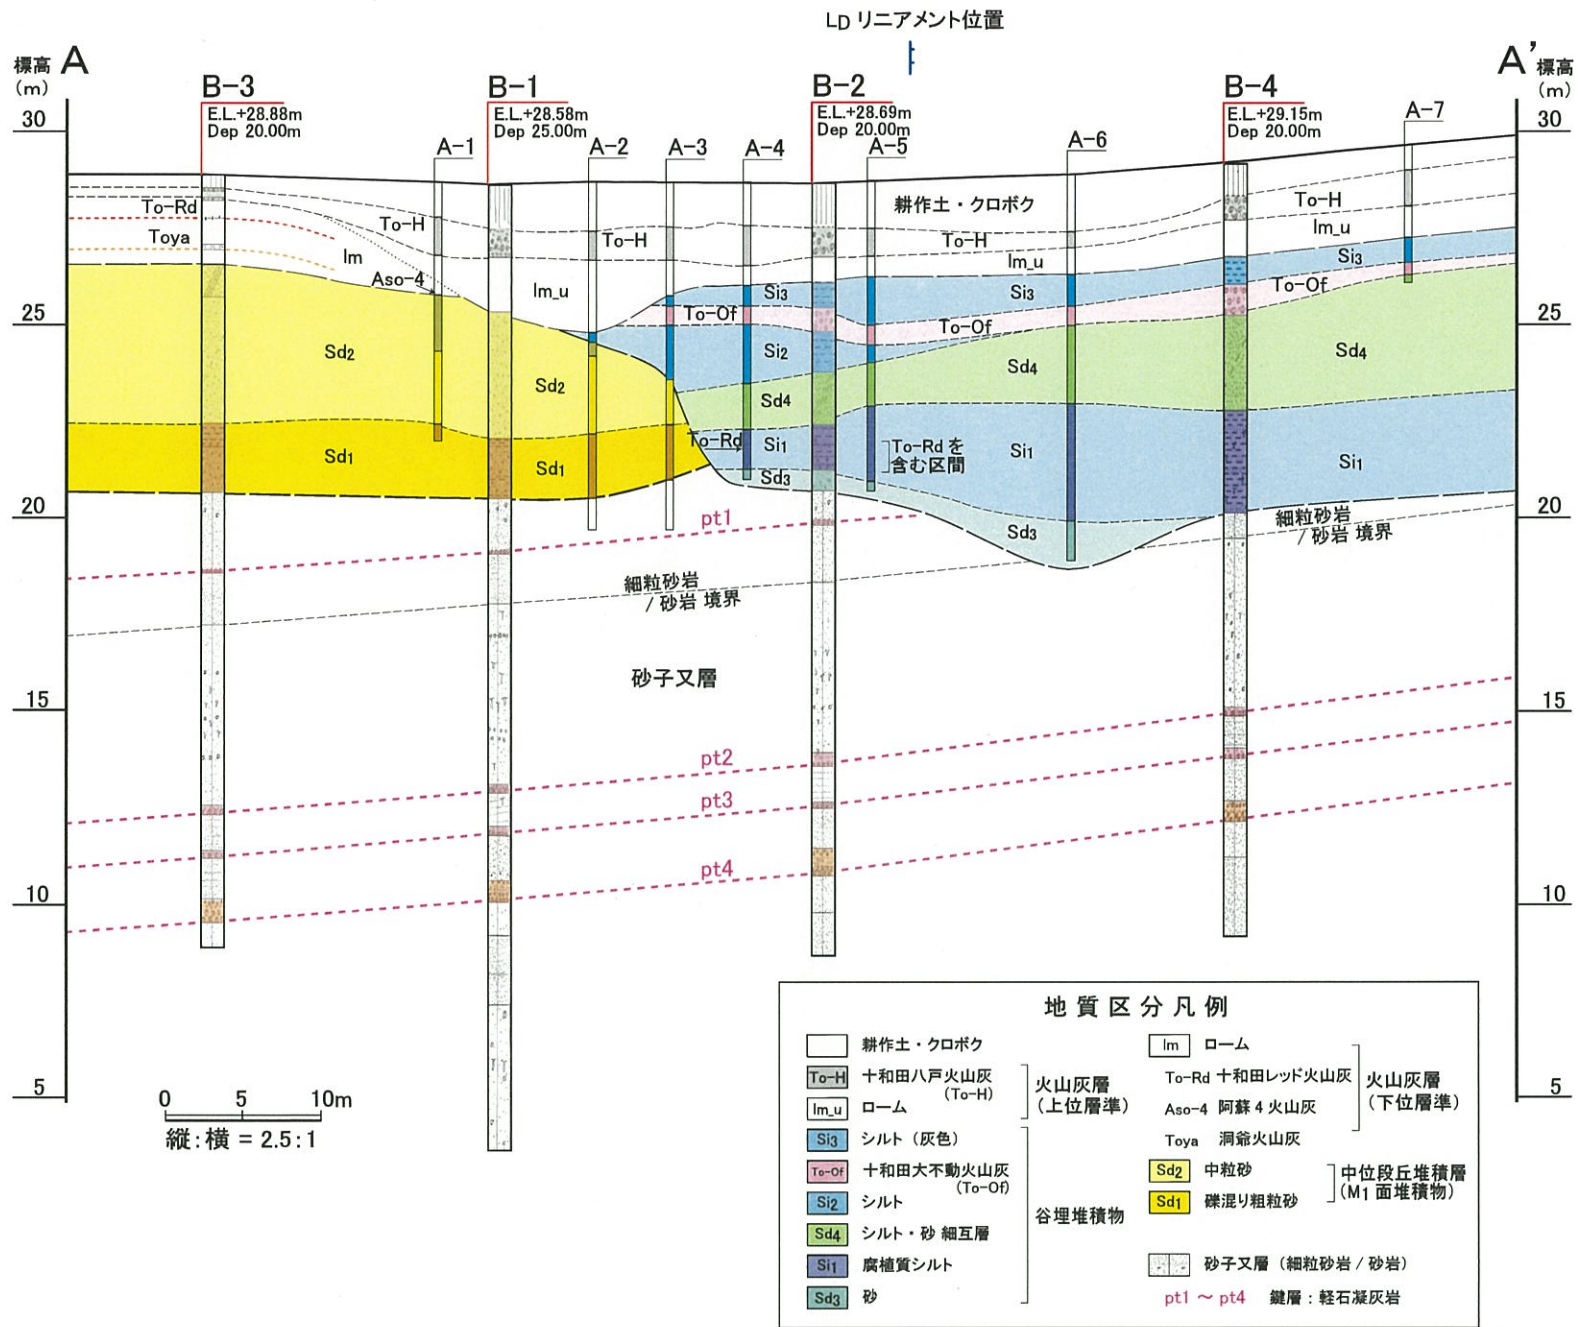 LD リニアメント位置
標高
(m)
A
A’
標高
(m)
B-3
E.L.+28.88m
Dep 20.00m
B-1
E.L.+28.58m
Dep 25.00m
B-2
E.L.+28.69m
Dep 20.00m
B-4
E.L.+29.15m
Dep 20.00m
A-1
A-2
A-3
A-4
A-5
A-6
A-7
30
25
20
15
10
5
30
25
20
15
10
5
To-Rd
Toya
lm
Aso-4
To-H
To-H
lm_u
耕作土・クロボク
To-H
lm_u
To-H
lm_u
Si3
Si3
Si3
To-Of
To-Of
To-Of
Si2
Sd2
Sd2
Sd4
Sd4
Sd4
To-Rd
Si1
To-Rd を
含む区間
Si1
Si1
Sd1
Sd1
Sd3
Sd3
pt1
細粒砂岩
/ 砂岩 境界
細粒砂岩
/ 砂岩 境界
砂子又層
pt2
pt3
pt4
0 5 10m
縦:横 = 2.5:1
地質区分凡例
耕作土・クロボク
To-H 十和田八戸火山灰
(To-H)
lm_u ローム
火山灰層
(上位層準)
Si3 シルト (灰色)
To-Of 十和田大不動火山灰
(To-Of)
Si2 シルト
Sd4 シルト・砂 細互層
Si1 腐植質シルト
Sd3 砂
谷埋堆積物
lm ローム
To-Rd 十和田レッド火山灰
Aso-4 阿蘇 4 火山灰
Toya 洞爺火山灰
火山灰層
(下位層準)
Sd2 中粒砂
Sd1 礫混り粗粒砂
中位段丘堆積層
(M1 面堆積物)
砂子又層 (細粒砂岩 / 砂岩)
pt1 ～ pt4 鍵層 : 軽石凝灰岩